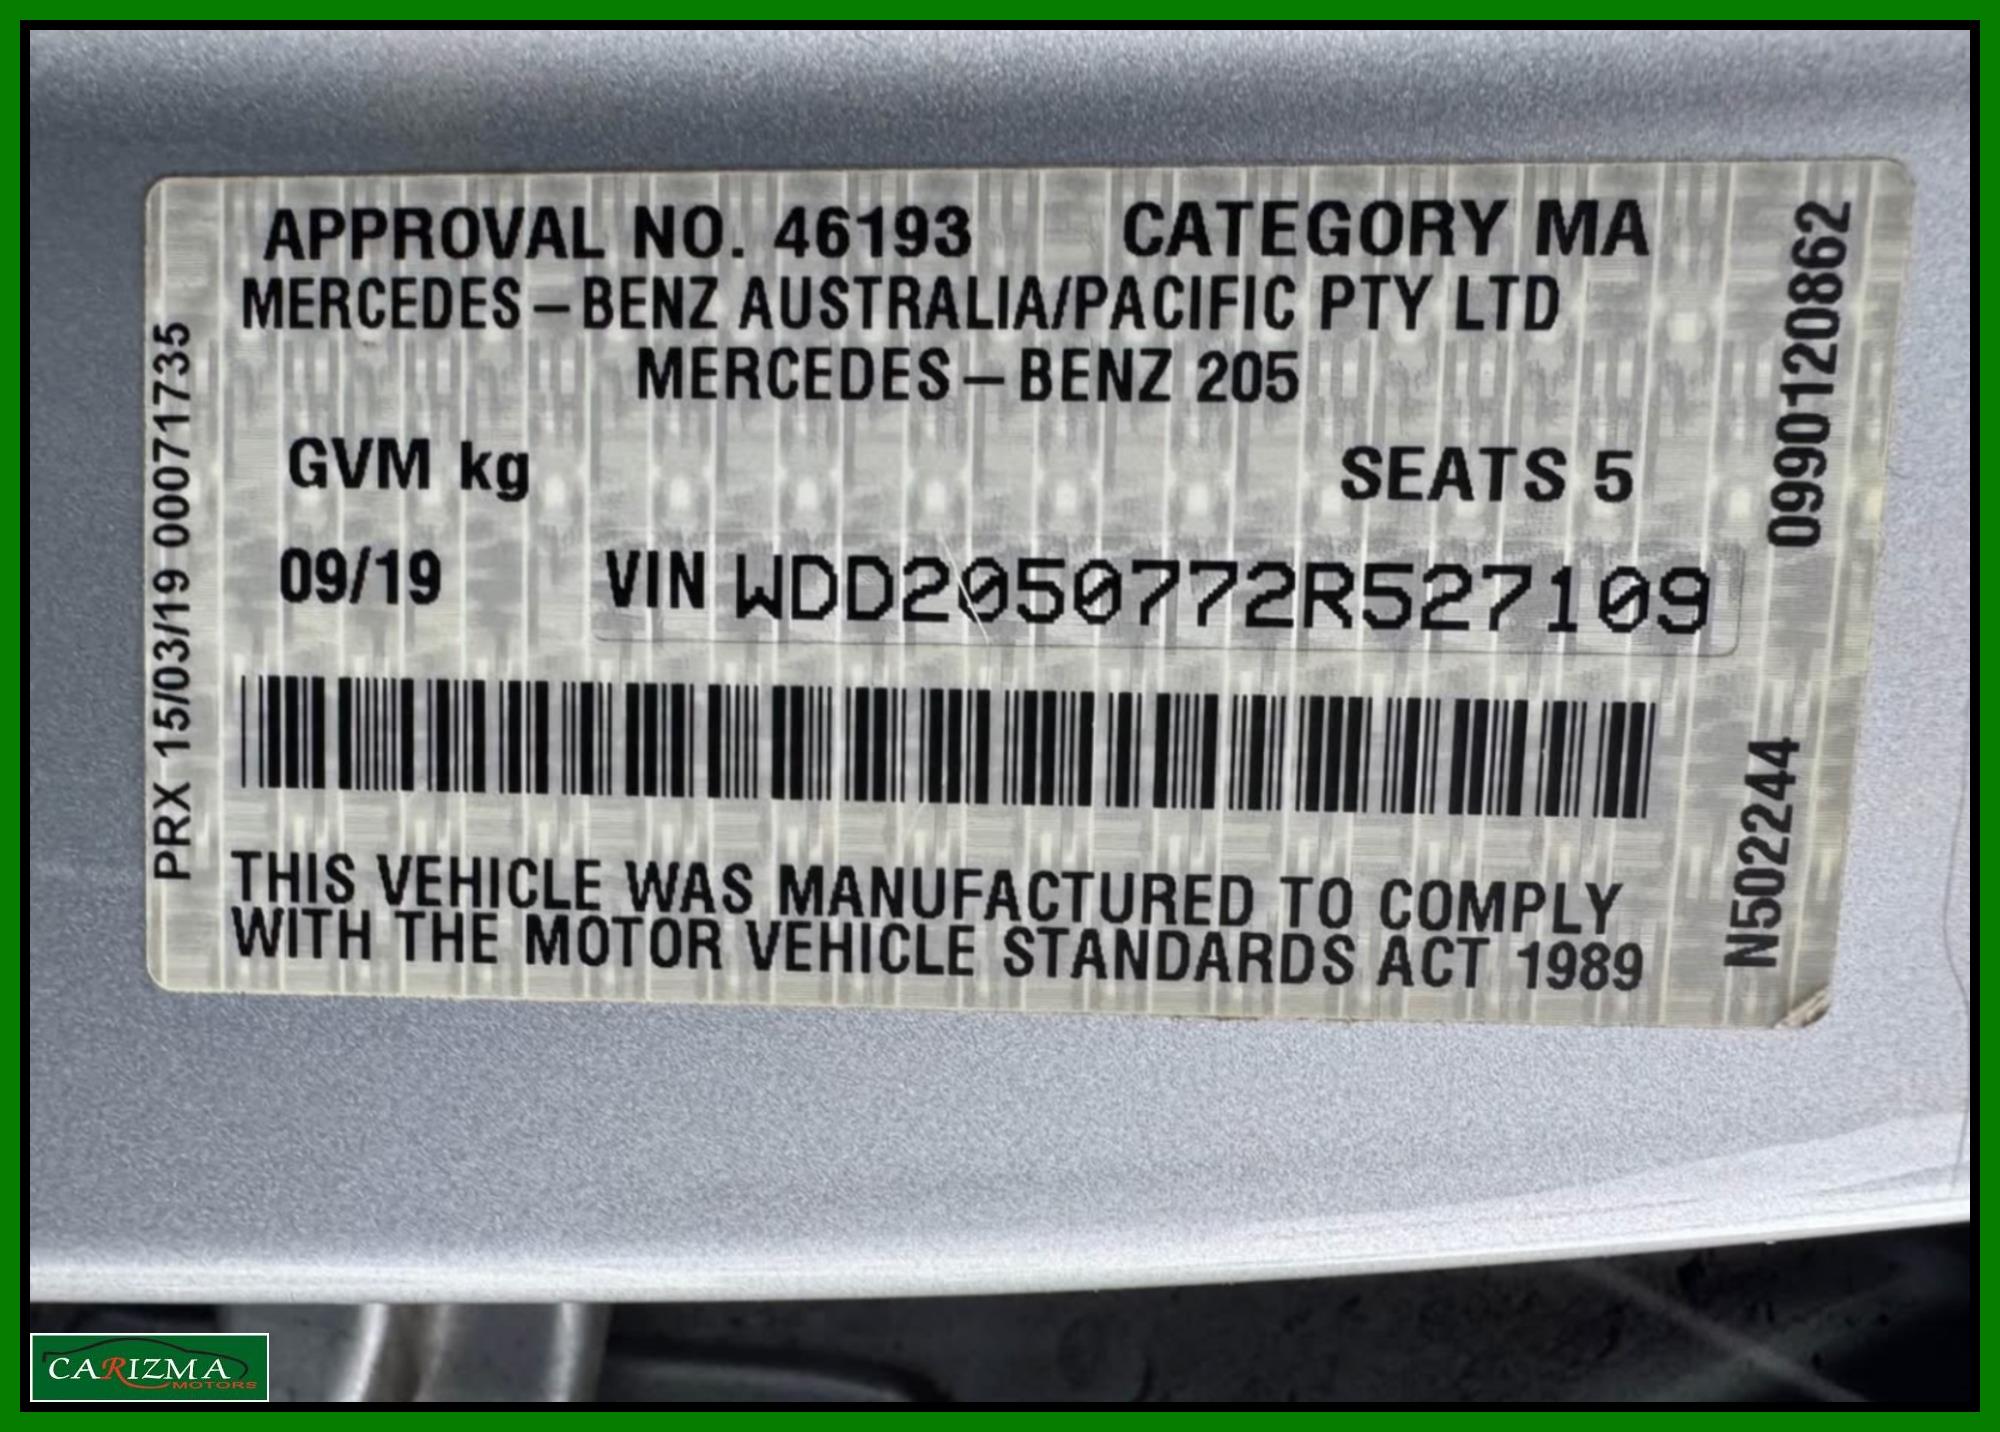 APPROVAL NO. 46193 CATEGORY MA
MERCEDES-BENZ AUSTRALIA/PACIFIC PTY LTD
MERCEDES-BENZ 205
GVM kg SEATS 5
09/19 VIN WDD2050772R527109
THIS VEHICLE WAS MANUFACTURED TO COMPLY
WITH THE MOTOR VEHICLE STANDARDS ACT 1989
PRX 15/03/19 00071735
0990120862
N502244
CARIZMA
MOTORS